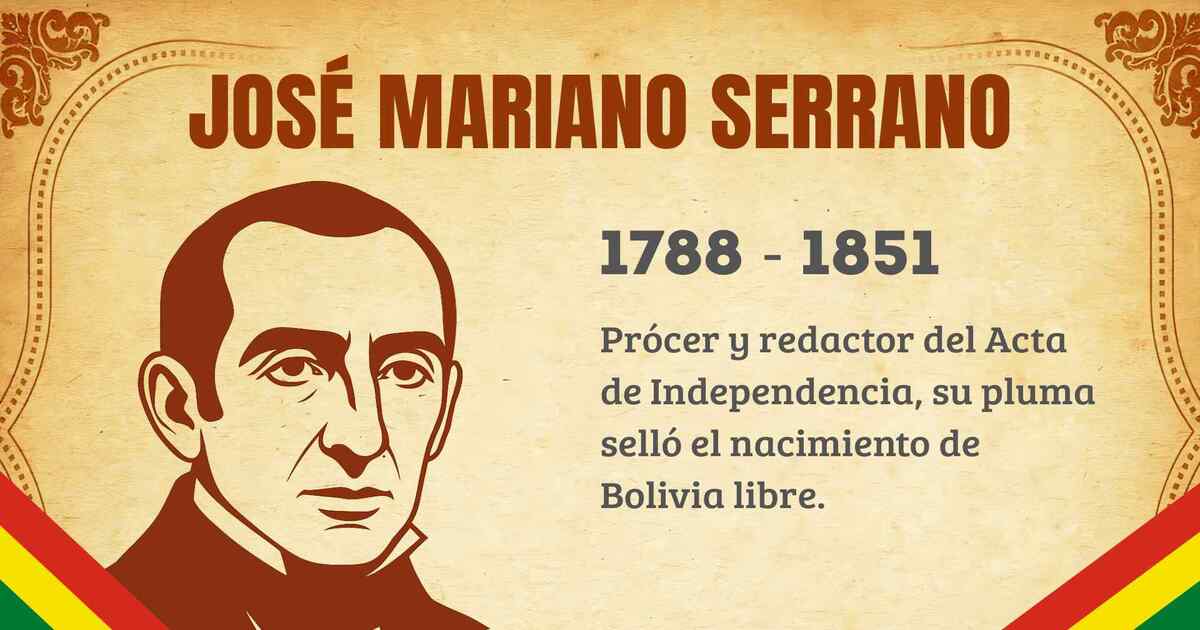 JOSÉ MARIANO SERRANO
1788 - 1851
Prócer y redactor del Acta
de Independencia, su pluma
selló el nacimiento de
Bolivia libre.